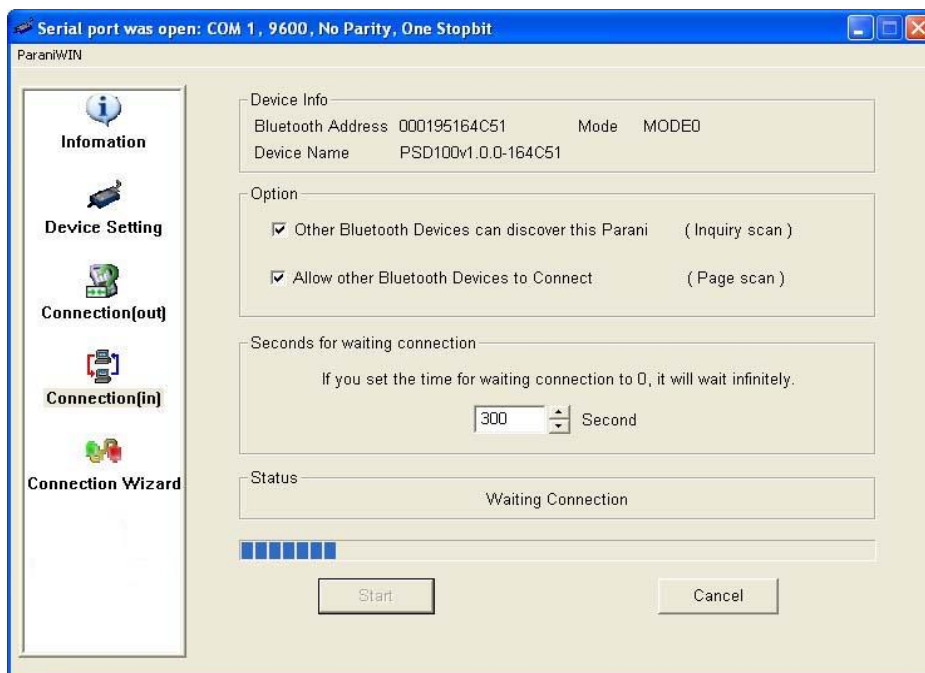 Serial port was open: COM 1, 9600, No Parity, One Stopbit
ParaniWIN
Infomation
Device Setting
Connection(out)
Connection(in)
Connection Wizard
Device Info
Bluetooth Address 000195164C51 Mode MODE0
Device Name PSD100v1.0.0-164C51
Option
Other Bluetooth Devices can discover this Parani ( Inquiry scan )
Allow other Bluetooth Devices to Connect ( Page scan )
Seconds for waiting connection
If you set the time for waiting connection to 0, it will wait infinitely.
300 Second
Status
Waiting Connection
Start Cancel